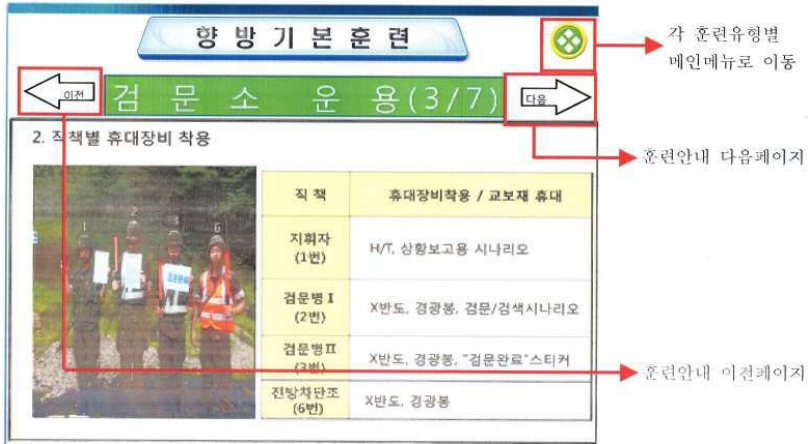 향 방 기 본 훈 련
각 훈련유형별
메인메뉴로 이동
이전
검 문 소 운 용(3/7)
다음
2. 직책별 휴대장비 착용
훈련안내 다음페이지
직 책
휴대장비착용 / 교보재 휴대
지휘자
(1번)
H/T, 상황보고용 시나리오
검문병 I
(2번)
X반도, 경광봉, 검문/검색시나리오
검문병Ⅱ
(3번)
X반도, 경광봉, "검문완료"스티커
전방차단조
(6번)
X반도, 경광봉
훈련안내 이전페이지
1
2
3
6